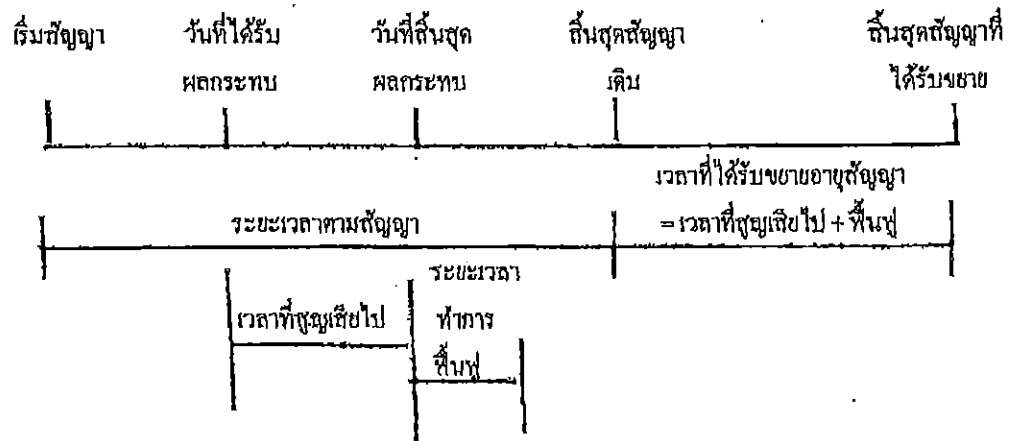 เริ่มสัญญา วันที่ได้รับ วันที่สิ้นสุด สิ้นสุดสัญญา สิ้นสุดสัญญาที่
ผลกระทบ ผลกระทบ เดิม ได้รับขยาย
เวลาที่ได้รับขยายอายุสัญญา
ระยะเวลาตามสัญญา = เวลาที่สูญเสียไป + ฟื้นฟู
ระยะเวลา
เวลาที่สูญเสียไป ทำการ
ฟื้นฟู